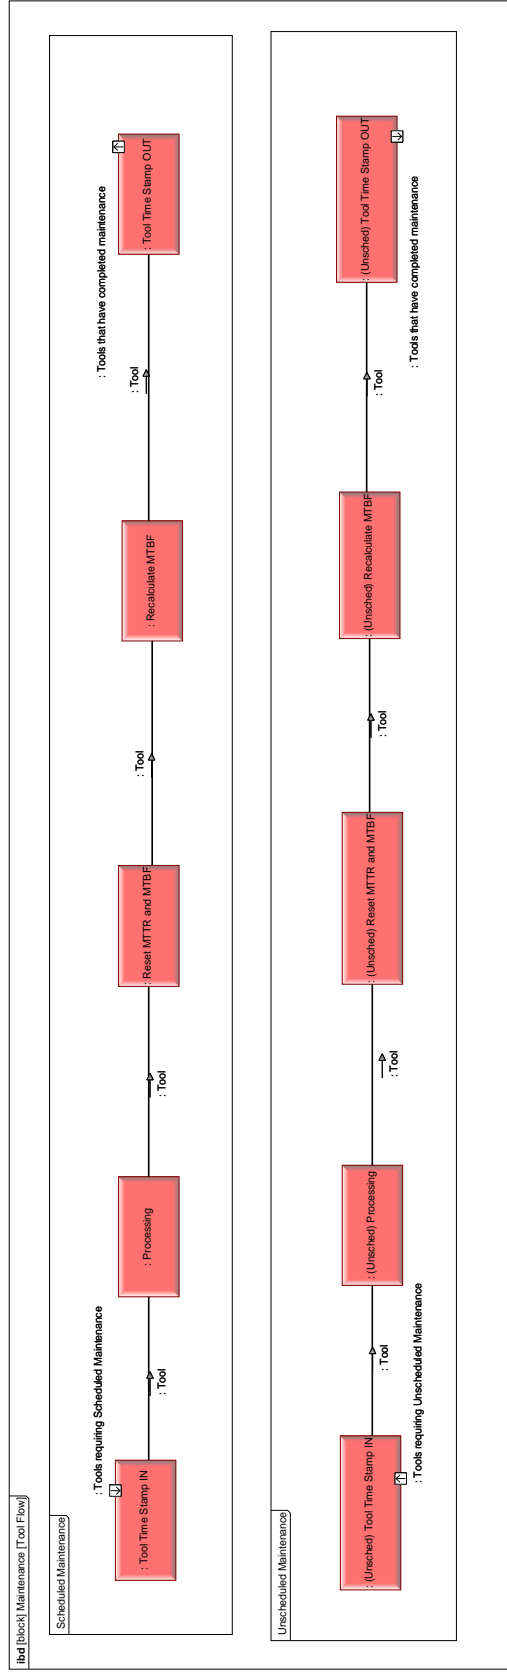 ibd [block] Maintenance [Tool Flow]
Scheduled Maintenance
: Tools requiring Scheduled Maintenance
: Tool Time Stamp IN
: Tool
: Processing
: Tool
: Reset MTTR and MTBF
: Tool
: Recalculate MTBF
: Tool
: Tools that have completed maintenance
: Tool Time Stamp OUT
Unscheduled Maintenance
: (Unsched) Tool Time Stamp IN
: Tools requiring Unscheduled Maintenance
: Tool
: (Unsched) Processing
: Tool
: (Unsched) Reset MTTR and MTBF
: Tool
: (Unsched) Recalculate MTBF
: Tool
: (Unsched) Tool Time Stamp OUT
: Tools that have completed maintenance